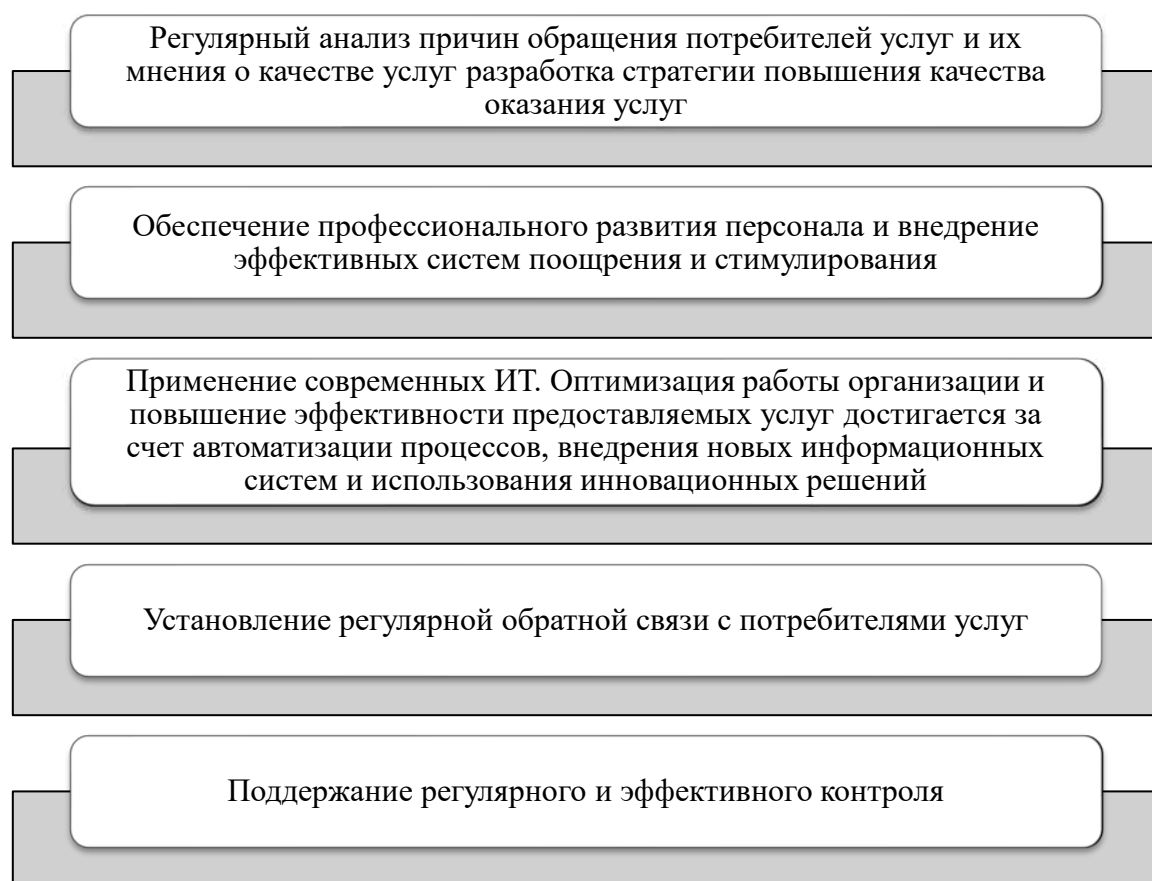 Регулярный анализ причин обращения потребителей услуг и их
мнения о качестве услуг разработка стратегии повышения качества
оказания услуг
Обеспечение профессионального развития персонала и внедрение
эффективных систем поощрения и стимулирования
Применение современных ИТ. Оптимизация работы организации и
повышение эффективности предоставляемых услуг достигается за
счет автоматизации процессов, внедрения новых информационных
систем и использования инновационных решений
Установление регулярной обратной связи с потребителями услуг
Поддержание регулярного и эффективного контроля